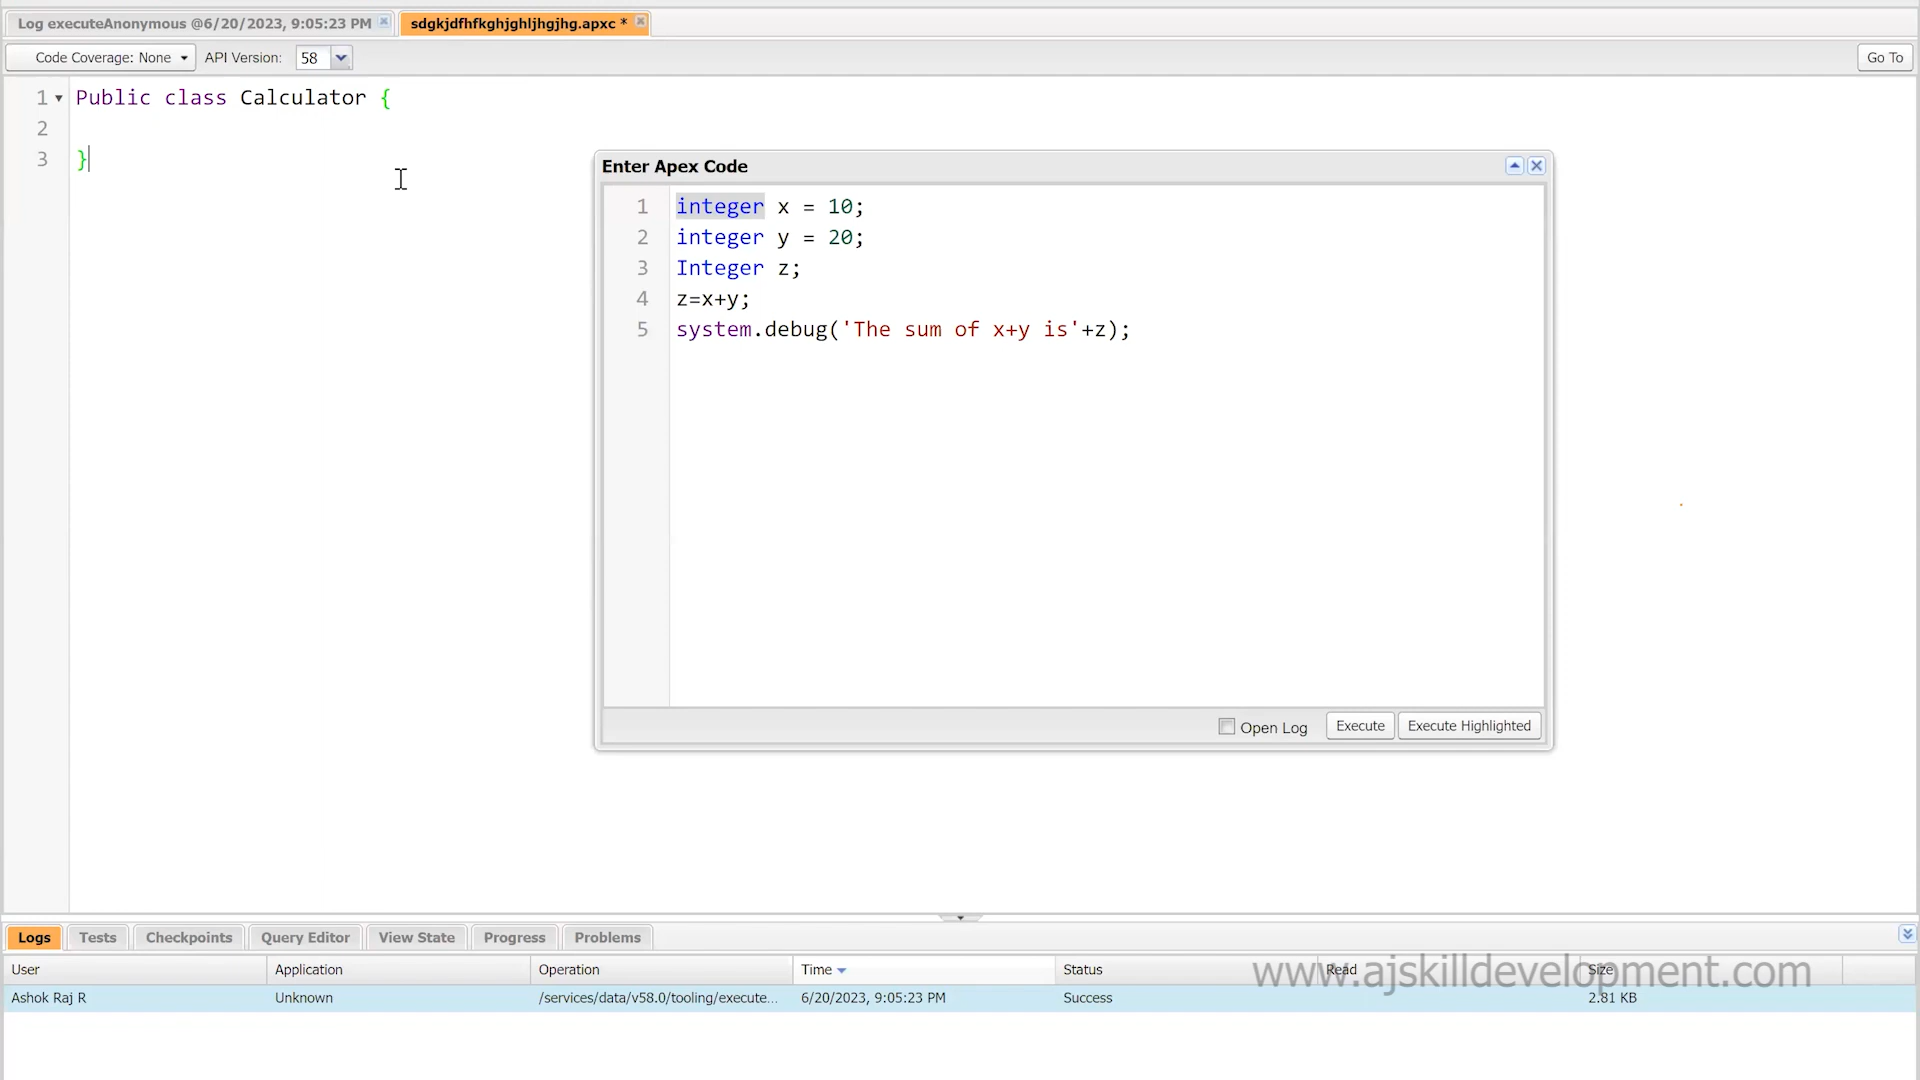 Log executeAnonymous @6/20/2023, 9:05:23 PM
sdgkjdfhfkghjghljhgjhg.apxc *
Code Coverage: None
API Version:
58
Go To
1
Public class Calculator {
2
3
}
Enter Apex Code
1
integer x = 10;
2
integer y = 20;
3
Integer z;
4
z=x+y;
5
system.debug('The sum of x+y is'+z);
Open Log
Execute
Execute Highlighted
Logs
Tests
Checkpoints
Query Editor
View State
Progress
Problems
User
Application
Operation
Time
Status
Read
Size
www.ajskilldevelopment.com
Ashok Raj R
Unknown
/services/data/v58.0/tooling/execute...
6/20/2023, 9:05:23 PM
Success
2.81 KB